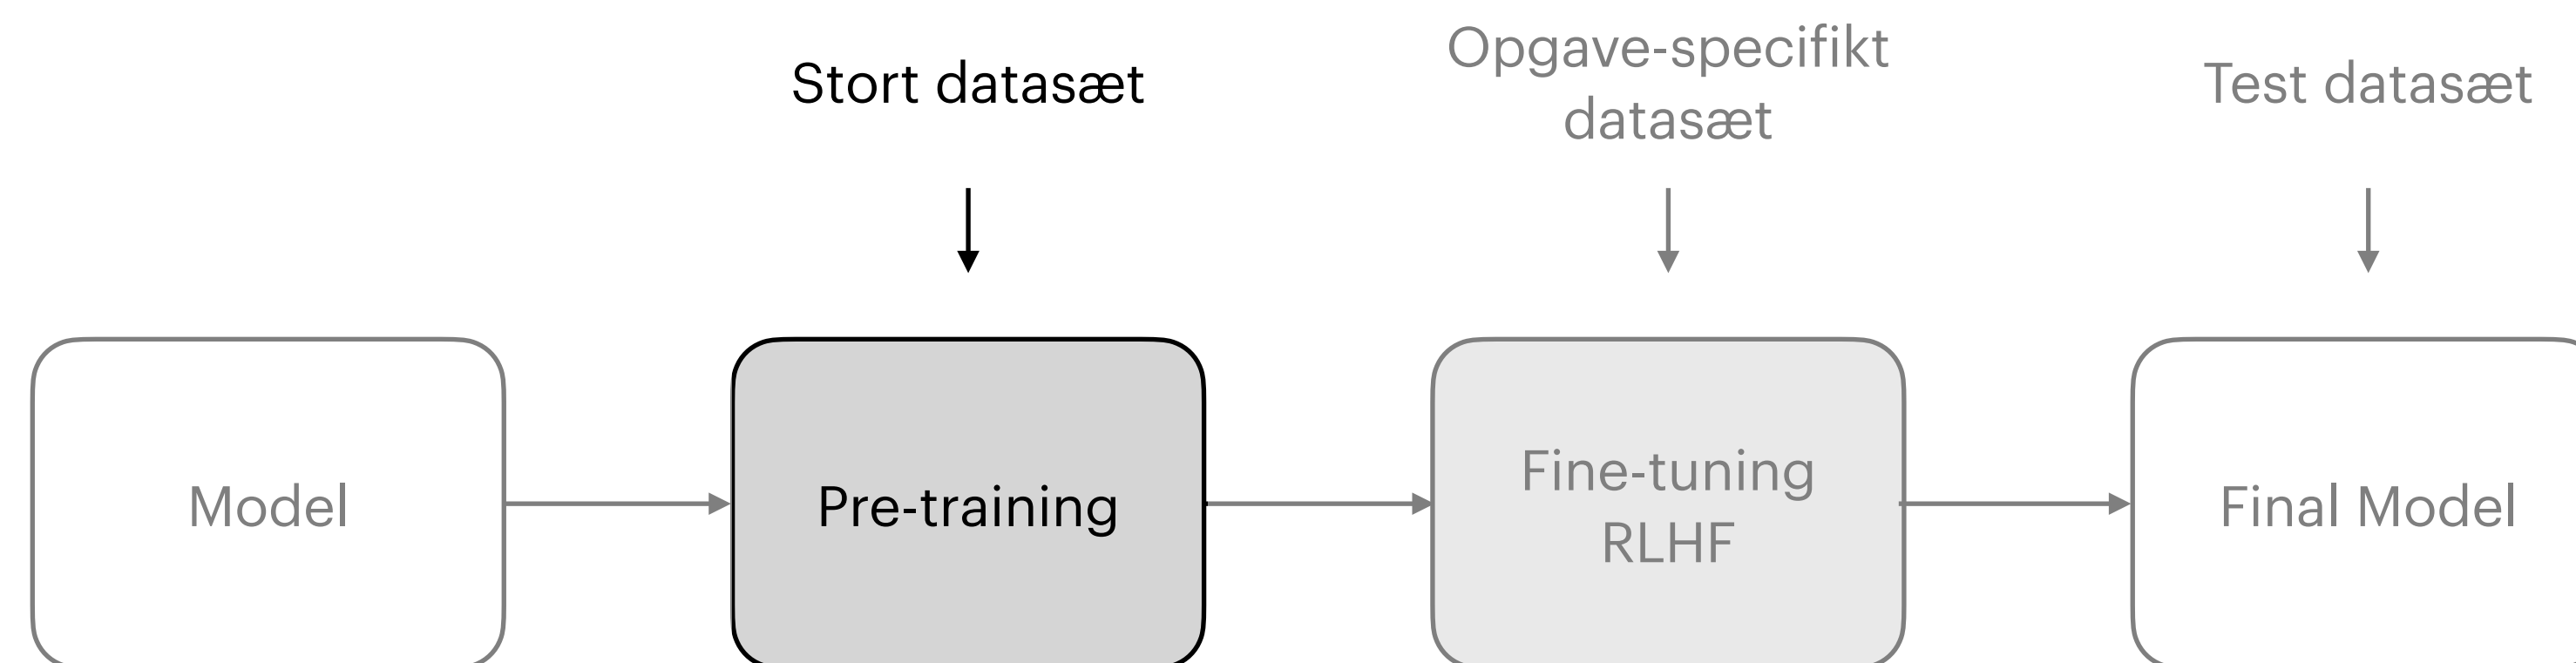 Stort datasæt
Opgave-specifikt
datasæt
Test datasæt
Model
Pre-training
Fine-tuning
RLHF
Final Model